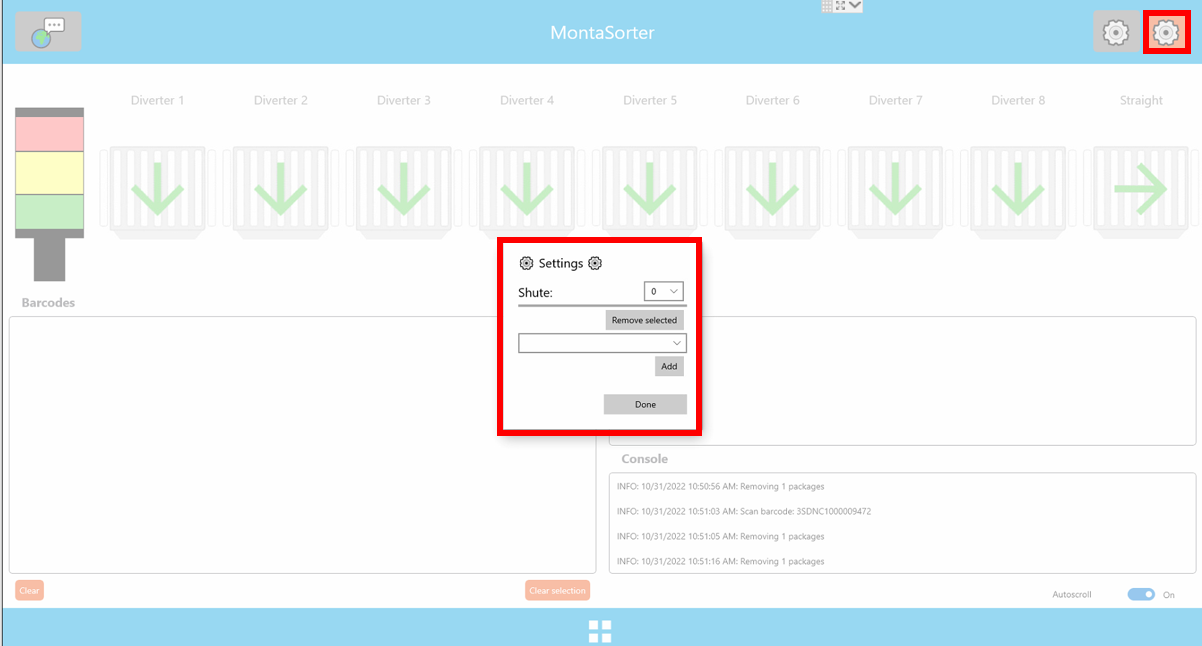 MontaSorter
Diverter 1
Diverter 2
Diverter 3
Diverter 4
Diverter 5
Diverter 6
Diverter 7
Diverter 8
Straight
Settings
Shute:
0
Remove selected
Add
Done
Barcodes
Console
INFO: 10/31/2022 10:50:56 AM: Removing 1 packages
INFO: 10/31/2022 10:51:03 AM: Scan barcode: 3SDNC1000009472
INFO: 10/31/2022 10:51:05 AM: Removing 1 packages
INFO: 10/31/2022 10:51:16 AM: Removing 1 packages
Clear
Clear selection
Autoscroll
On